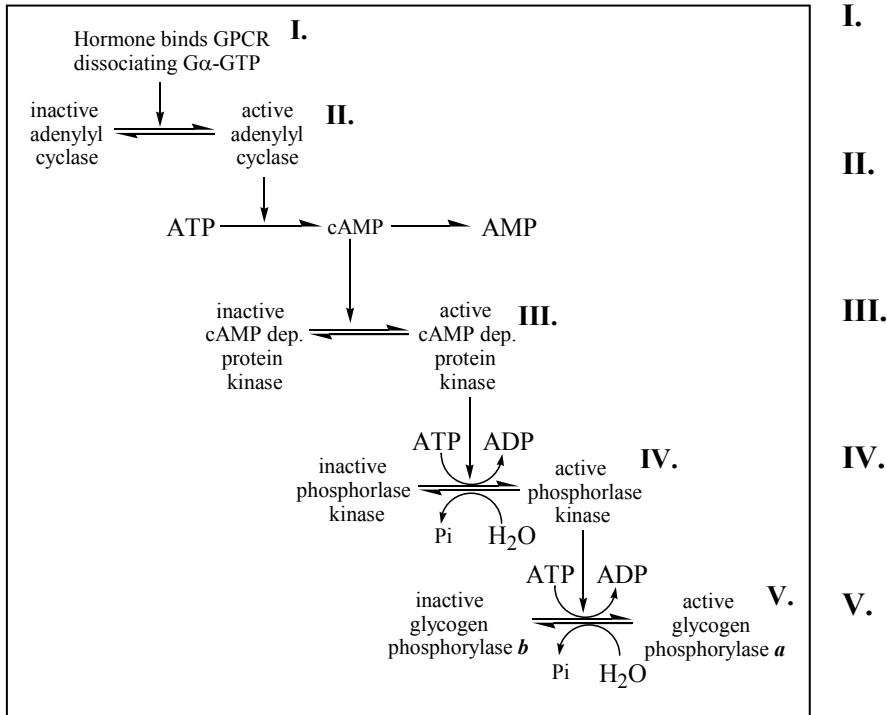 Hormone binds GPCR
dissociating Gα-GTP
I.
inactive
adenylyl
cyclase
active
adenylyl
cyclase
II.
ATP
cAMP
AMP
inactive
cAMP dep.
protein
kinase
active
cAMP dep.
protein
kinase
III.
ATP
ADP
inactive
phosphorlase
kinase
Pi
H2O
active
phosphorlase
kinase
IV.
ATP
ADP
inactive
glycogen
phosphorylase b
Pi
H2O
active
glycogen
phosphorylase a
V.
I.
II.
III.
IV.
V.